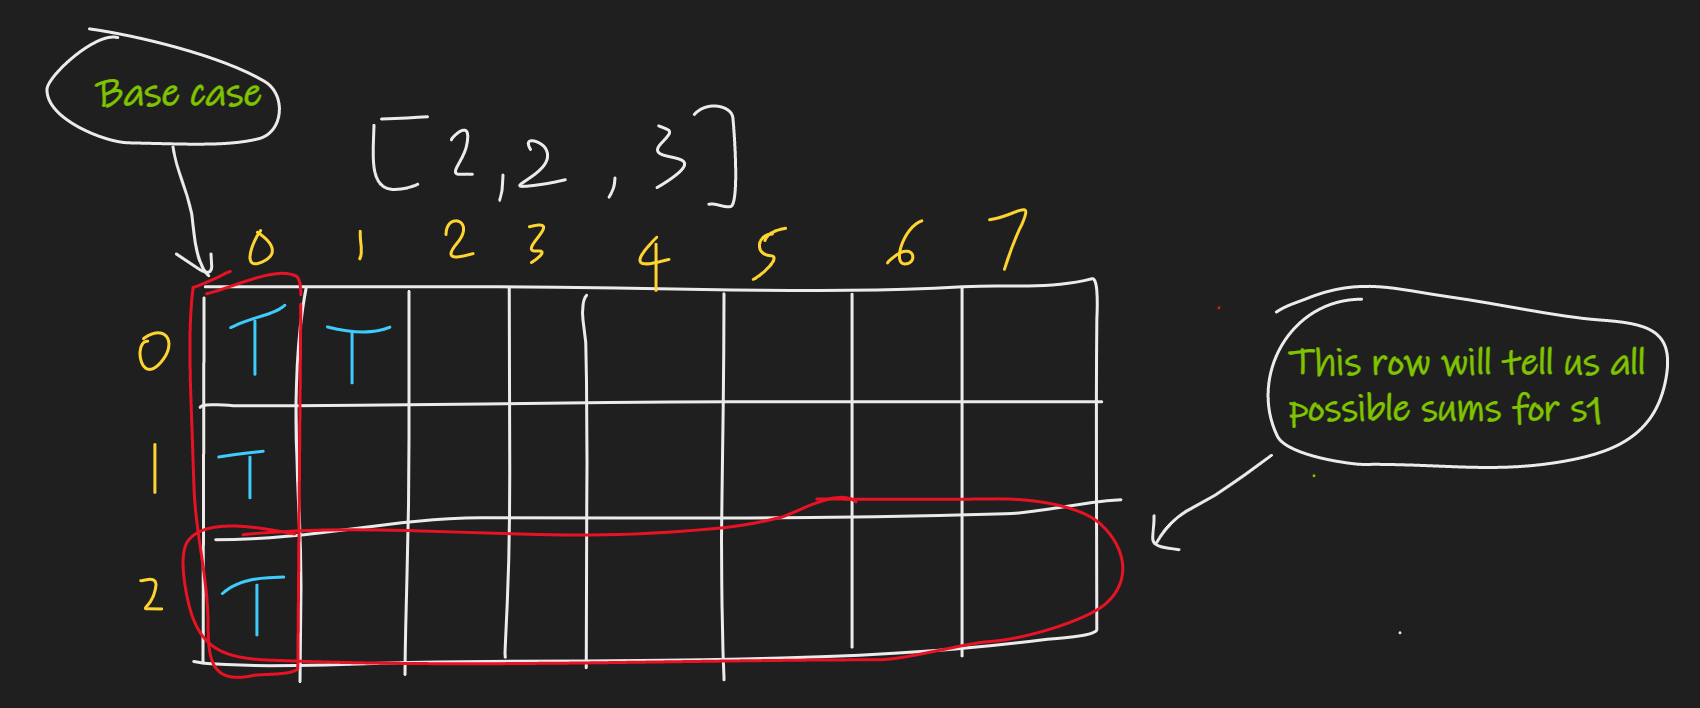 Base case
[2,2,3]
0 1 2 3 4 5 6 7
0 T T
1 T
2 T
This row will tell us all
possible sums for s1